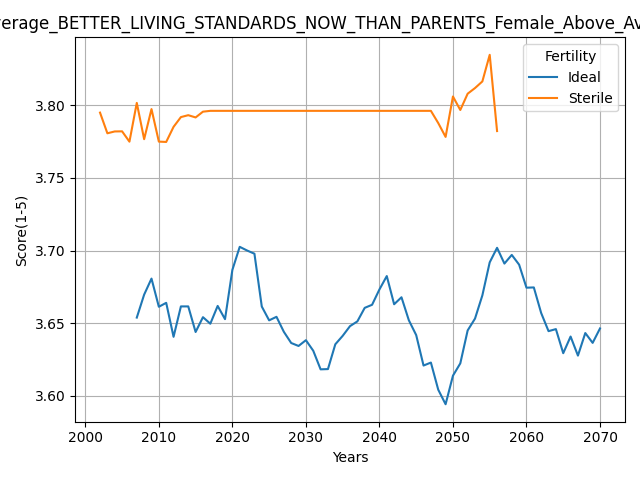 verage_BETTER_LIVING_STANDARDS_NOW_THAN_PARENTS_Female_Above_Av
Fertility
Ideal
Sterile
3.80
3.75
3.70
3.65
3.60
Score(1-5)
2000 2010 2020 2030 2040 2050 2060 2070
Years